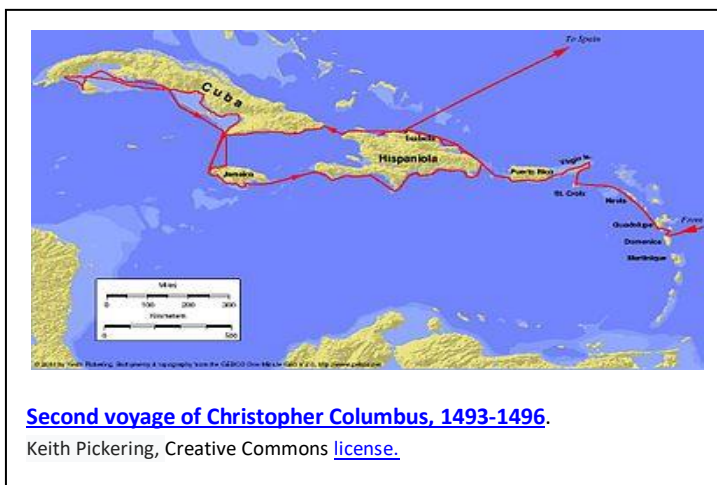 To Spain
Cuba
Isabela
Hispaniola
Jamaica
Puerto Rico
Virgin Is.
St. Croix
Nevis
Guadalupe
From
Domenica
Martinique
Miles
0 100 200 300
Kilometers
0 500
Second voyage of Christopher Columbus, 1493-1496.
Keith Pickering, Creative Commons license.